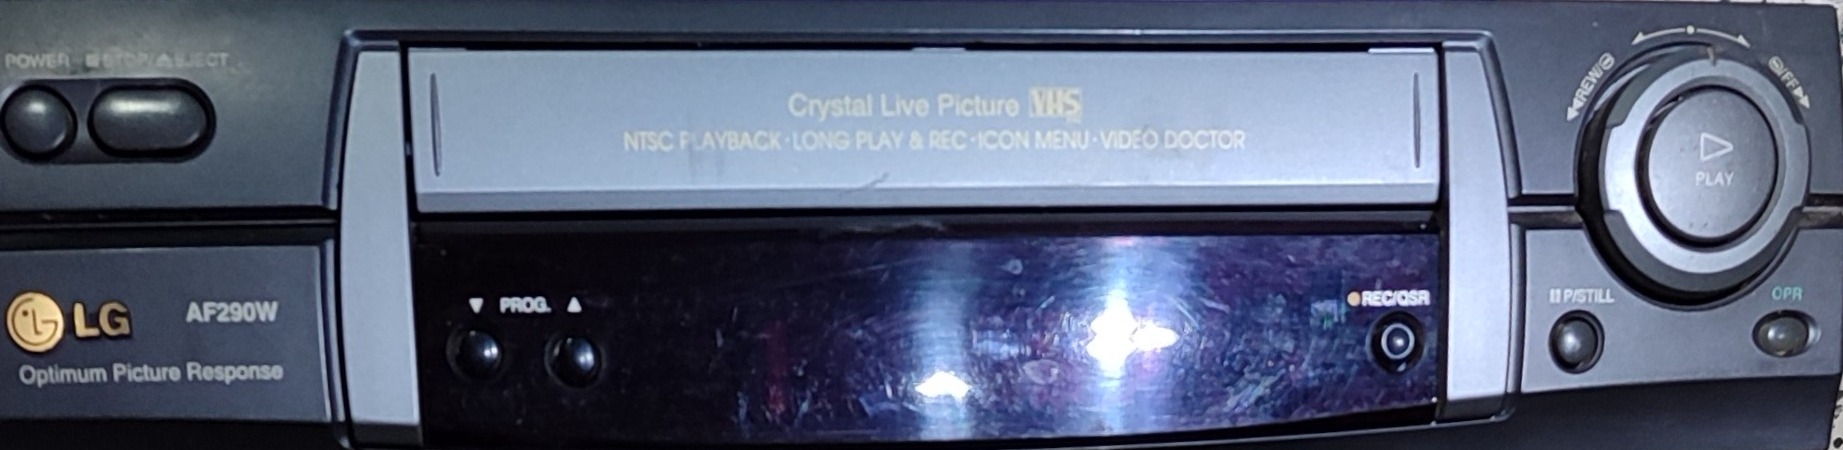 POWER ■ STOP/▲EJECT
Crystal Live Picture VHS
NTSC PLAYBACK·LONG PLAY & REC·ICON MENU·VIDEO DOCTOR
◀◀REW/⊖
⊖/FF▶▶
▷
PLAY
LG AF290W
Optimum Picture Response
▼ PROG. ▲
●REC/QSR
❚❚P/STILL
OPR